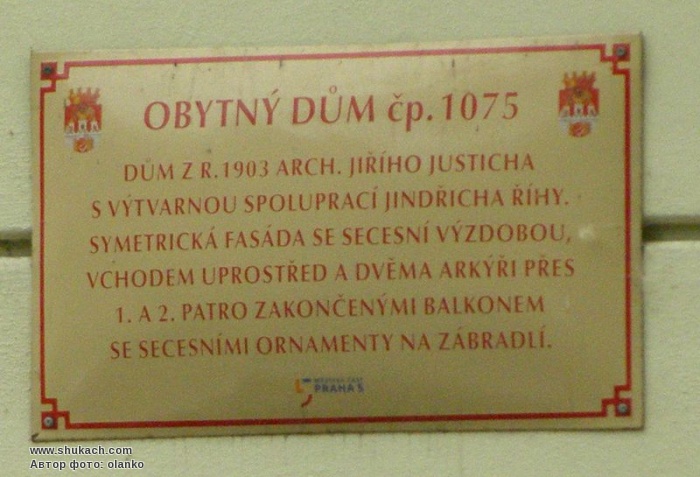 OBYTNÝ DŮM čp. 1075
DŮM Z R. 1903 ARCH. JIŘÍHO JUSTICHA
S VÝTVARNOU SPOLUPRACÍ JINDŘICHA ŘÍHY.
SYMETRICKÁ FASÁDA SE SECESNÍ VÝZDOBOU,
VCHODEM UPROSTŘED A DVĚMA ARKÝŘI PŘES
1. A 2. PATRO ZAKONČENÝMI BALKONEM
SE SECESNÍMI ORNAMENTY NA ZÁBRADLÍ.
MĚSTSKÁ ČÁST
PRAHA 5
www.shukach.com
Автор фото: olanko